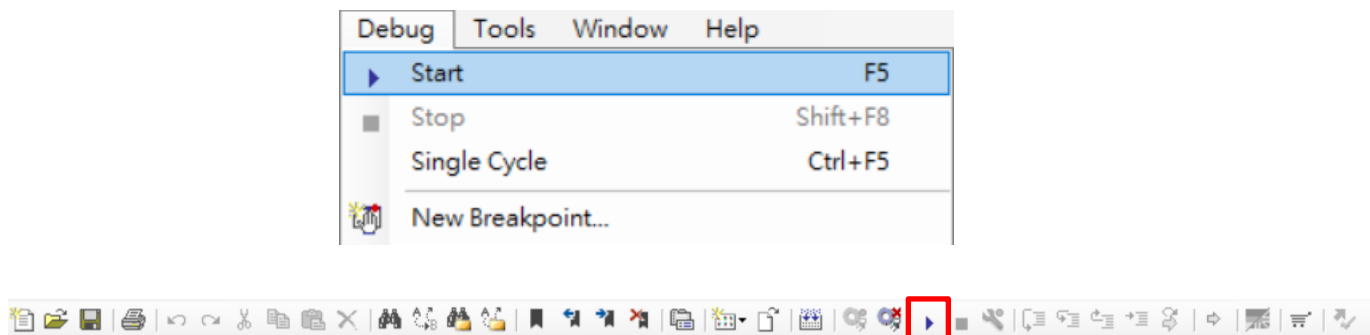 Debug Tools Window Help
Start F5
Stop Shift+F8
Single Cycle Ctrl+F5
New Breakpoint...